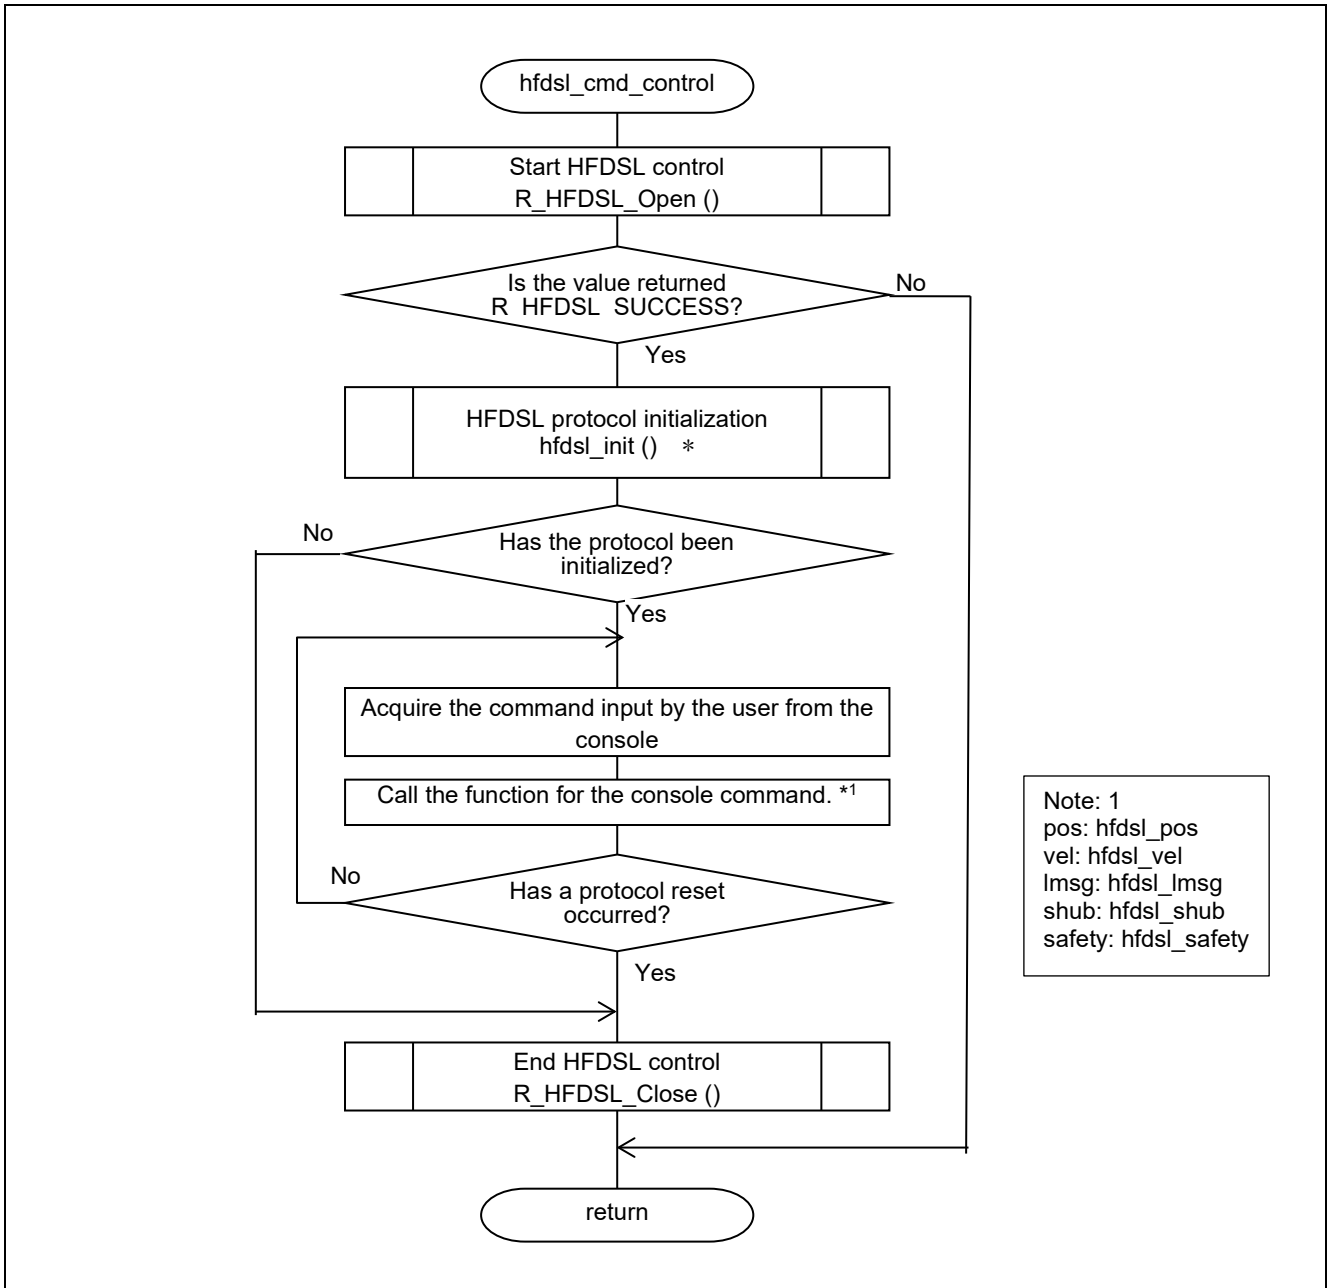 hfdsl_cmd_control
Start HFDSL control
R_HFDSL_Open ()
Is the value returned
R HFDSL SUCCESS?
No
Yes
HFDSL protocol initialization
hfdsl_init () *
No
Has the protocol been
initialized?
Yes
Acquire the command input by the user from the
console
Call the function for the console command. *1
No
Has a protocol reset
occurred?
Yes
End HFDSL control
R_HFDSL_Close ()
return
Note: 1
pos: hfdsl_pos
vel: hfdsl_vel
lmsg: hfdsl_lmsg
shub: hfdsl_shub
safety: hfdsl_safety